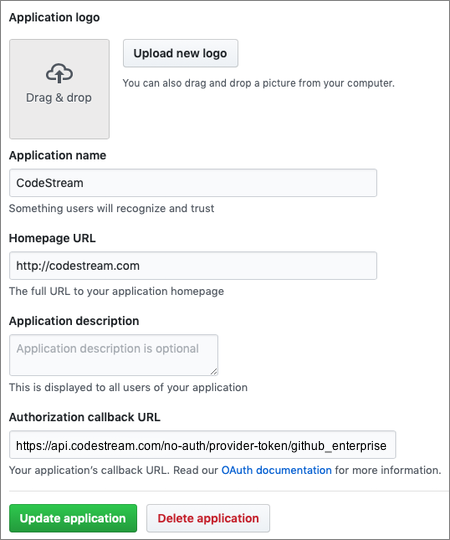 Application logo
Upload new logo
Drag & drop
You can also drag and drop a picture from your computer.
Application name
CodeStream
Something users will recognize and trust
Homepage URL
http://codestream.com
The full URL to your application homepage
Application description
Application description is optional
This is displayed to all users of your application
Authorization callback URL
https://api.codestream.com/no-auth/provider-token/github_enterprise
Your application's callback URL. Read our OAuth documentation for more information.
Update application
Delete application